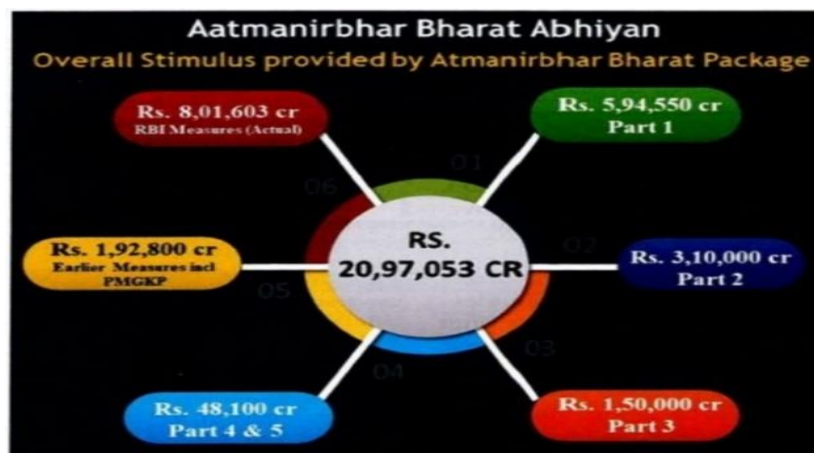 Aatmanirbhar Bharat Abhiyan
Overall Stimulus provided by Atmanirbhar Bharat Package
Rs. 8,01,603 cr
RBI Measures (Actual)
Rs. 5,94,550 cr
Part 1
06
01
Rs. 1,92,800 cr
Earlier Measures incl
PMGKP
RS.
20,97,053 CR
Rs. 3,10,000 cr
Part 2
05
02
04
03
Rs. 48,100 cr
Part 4 & 5
Rs. 1,50,000 cr
Part 3